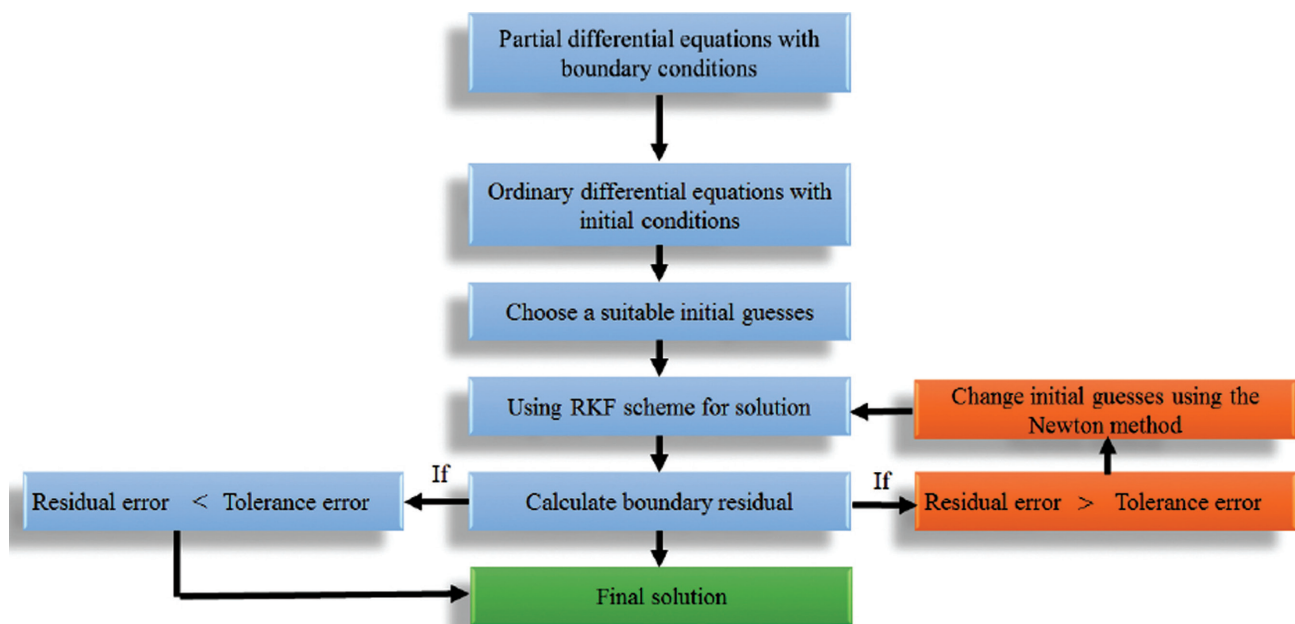 Partial differential equations with
boundary conditions
Ordinary differential equations with
initial conditions
Choose a suitable initial guesses
Using RKF scheme for solution
Change initial guesses using the
Newton method
If
Residual error < Tolerance error
Calculate boundary residual
If
Residual error > Tolerance error
Final solution